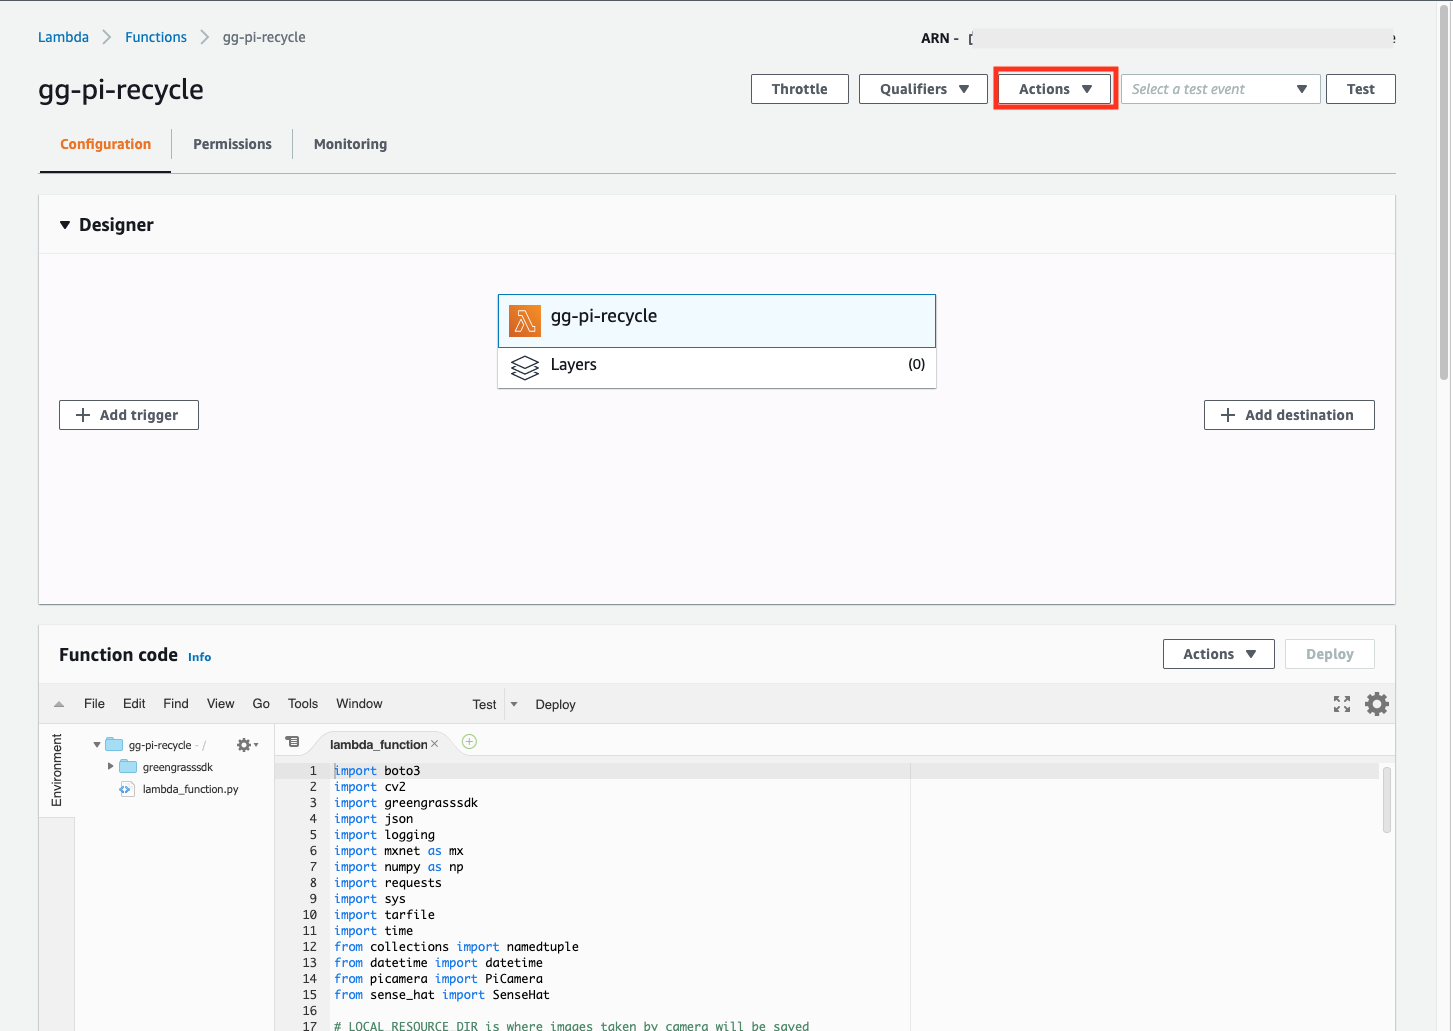 Lambda > Functions > gg-pi-recycle
ARN -
gg-pi-recycle
Throttle Qualifiers Actions Select a test event Test
Configuration Permissions Monitoring
Designer
gg-pi-recycle
Layers (0)
+ Add trigger
+ Add destination
Function code Info
Actions Deploy
File Edit Find View Go Tools Window Test Deploy
Environment
gg-pi-recycle - /
greengrasssdk
lambda_function.py
lambda_function ×
1 import boto3
2 import cv2
3 import greengrasssdk
4 import json
5 import logging
6 import mxnet as mx
7 import numpy as np
8 import requests
9 import sys
10 import tarfile
11 import time
12 from collections import namedtuple
13 from datetime import datetime
14 from picamera import PiCamera
15 from sense_hat import SenseHat
16
17 # LOCAL_RESOURCE_DIR is where images taken by camera will be saved